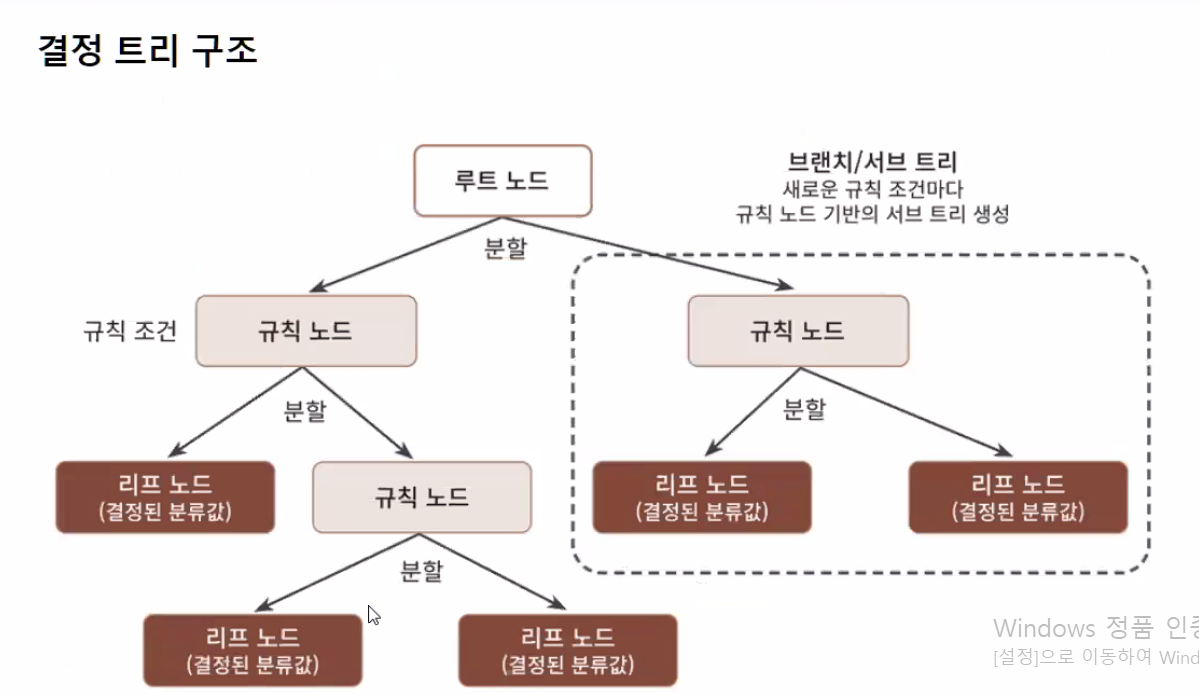 결정 트리 구조
루트 노드
브랜치/서브 트리
새로운 규칙 조건마다
규칙 노드 기반의 서브 트리 생성
분할
규칙 조건
규칙 노드
규칙 노드
분할
분할
리프 노드
(결정된 분류값)
규칙 노드
리프 노드
(결정된 분류값)
리프 노드
(결정된 분류값)
분할
리프 노드
(결정된 분류값)
리프 노드
(결정된 분류값)
Windows 정품 인증
[설정]으로 이동하여 Wind